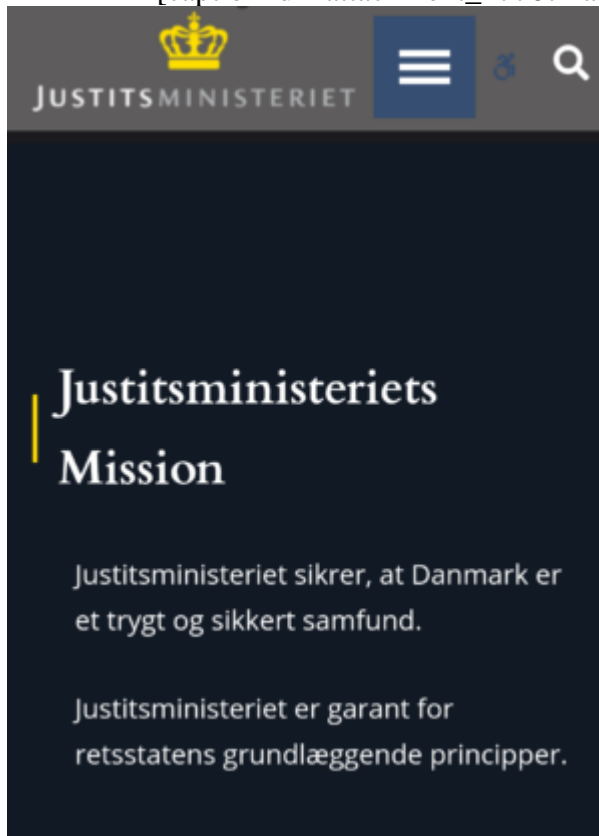 JUSTITSMINISTERIET
Justitsministeriets
Mission
Justitsministeriet sikrer, at Danmark er
et trygt og sikkert samfund.
Justitsministeriet er garant for
retsstatens grundlæggende principper.